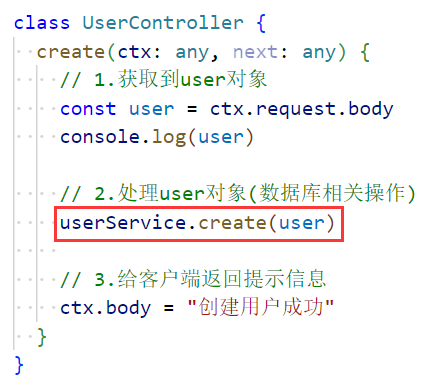 class UserController {
create(ctx: any, next: any) {
// 1.获取到user对象
const user = ctx.request.body
console.log(user)
// 2.处理user对象(数据库相关操作)
userService.create(user)
// 3.给客户端返回提示信息
ctx.body = "创建用户成功"
}
}